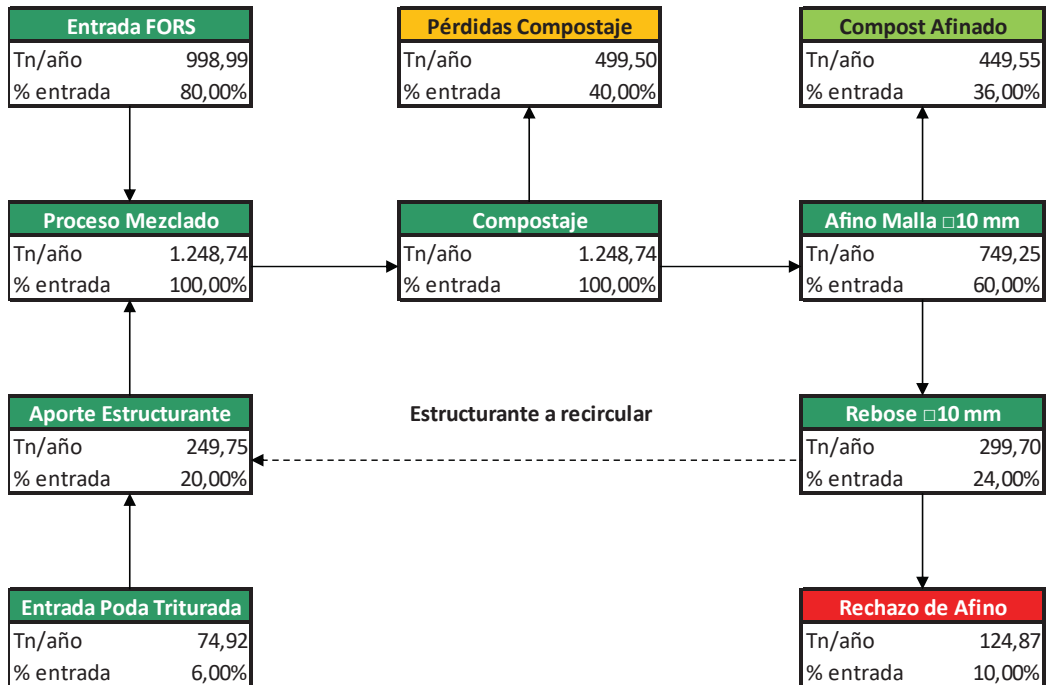 Entrada FORS
Tn/año 998,99
% entrada 80,00%
Pérdidas Compostaje
Tn/año 499,50
% entrada 40,00%
Compost Afinado
Tn/año 449,55
% entrada 36,00%
Proceso Mezclado
Tn/año 1.248,74
% entrada 100,00%
Compostaje
Tn/año 1.248,74
% entrada 100,00%
Afino Malla □10 mm
Tn/año 749,25
% entrada 60,00%
Aporte Estructurante
Tn/año 249,75
% entrada 20,00%
Estructurante a recircular
Rebose □10 mm
Tn/año 299,70
% entrada 24,00%
Entrada Poda Triturada
Tn/año 74,92
% entrada 6,00%
Rechazo de Afino
Tn/año 124,87
% entrada 10,00%